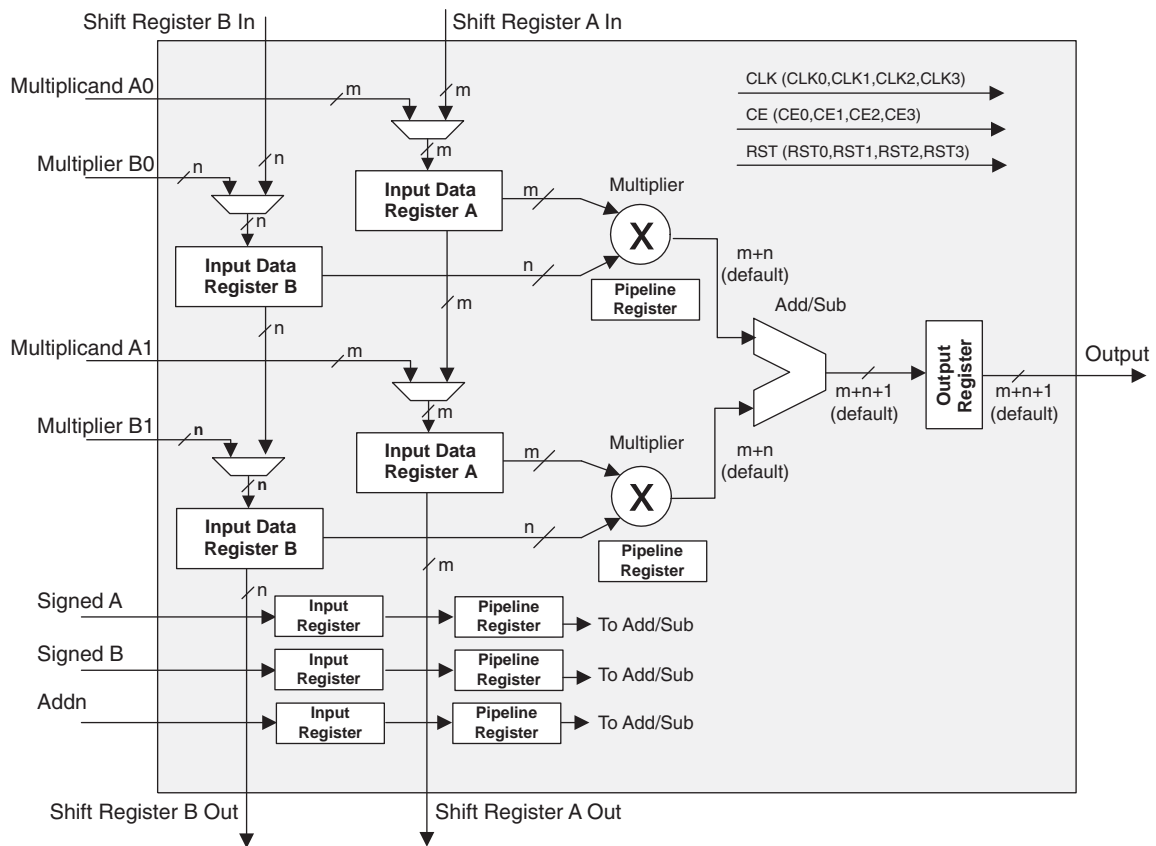 Shift Register B In
Shift Register A In
Multiplicand A0
m
m
CLK (CLK0,CLK1,CLK2,CLK3)
CE (CE0,CE1,CE2,CE3)
RST (RST0,RST1,RST2,RST3)
m
Multiplier B0
n
n
Input Data
Register A
m
Multiplier
X
n
Input Data
Register B
n
m+n
(default)
Pipeline
Register
m
n
Add/Sub
Multiplicand A1
m
Output
Register
Output
m+n+1
(default)
m+n+1
(default)
m
Multiplier B1
n
Input Data
Register A
m
Multiplier
X
m+n
(default)
n
Input Data
Register B
n
Pipeline
Register
m
n
Signed A
Input
Register
Pipeline
Register
To Add/Sub
Signed B
Input
Register
Pipeline
Register
To Add/Sub
Addn
Input
Register
Pipeline
Register
To Add/Sub
Shift Register B Out
Shift Register A Out